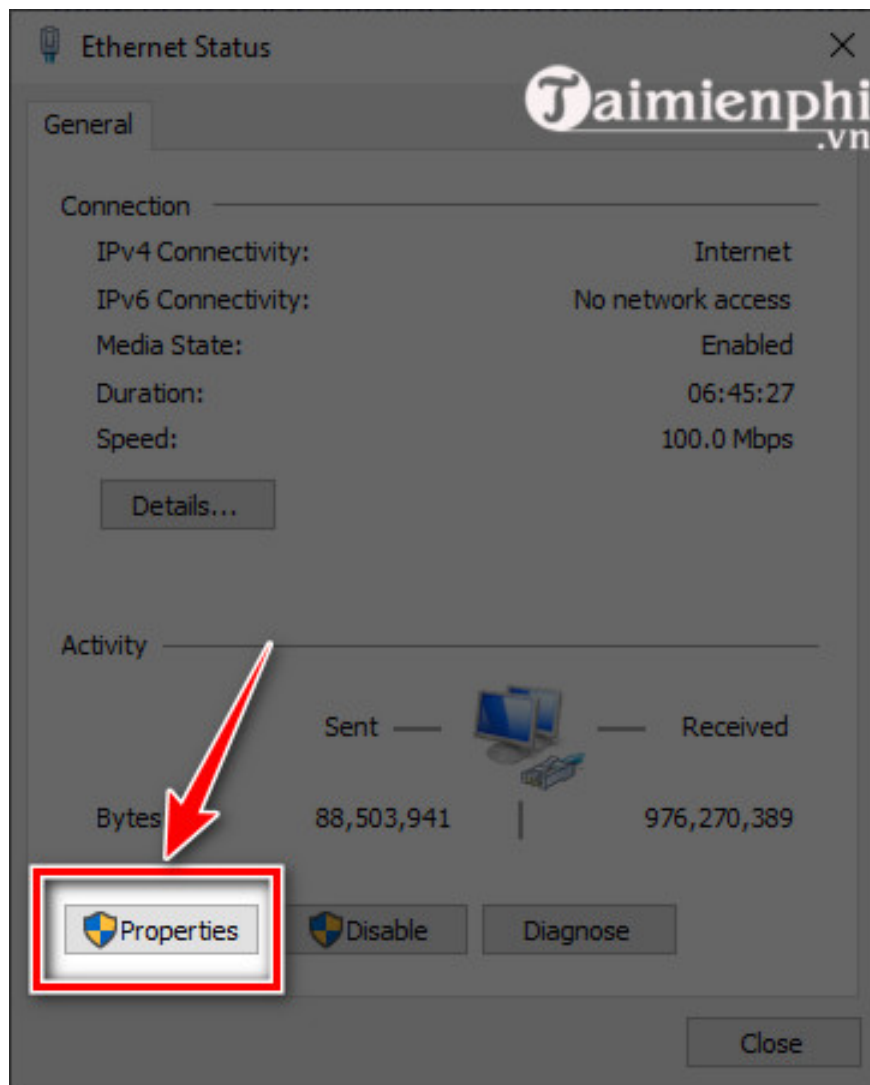 Ethernet Status
Taimienphi
.vn
General
Connection
IPv4 Connectivity: Internet
IPv6 Connectivity: No network access
Media State: Enabled
Duration: 06:45:27
Speed: 100.0 Mbps
Details...
Activity
Sent Received
Bytes 88,503,941 976,270,389
Properties Disable Diagnose
Close